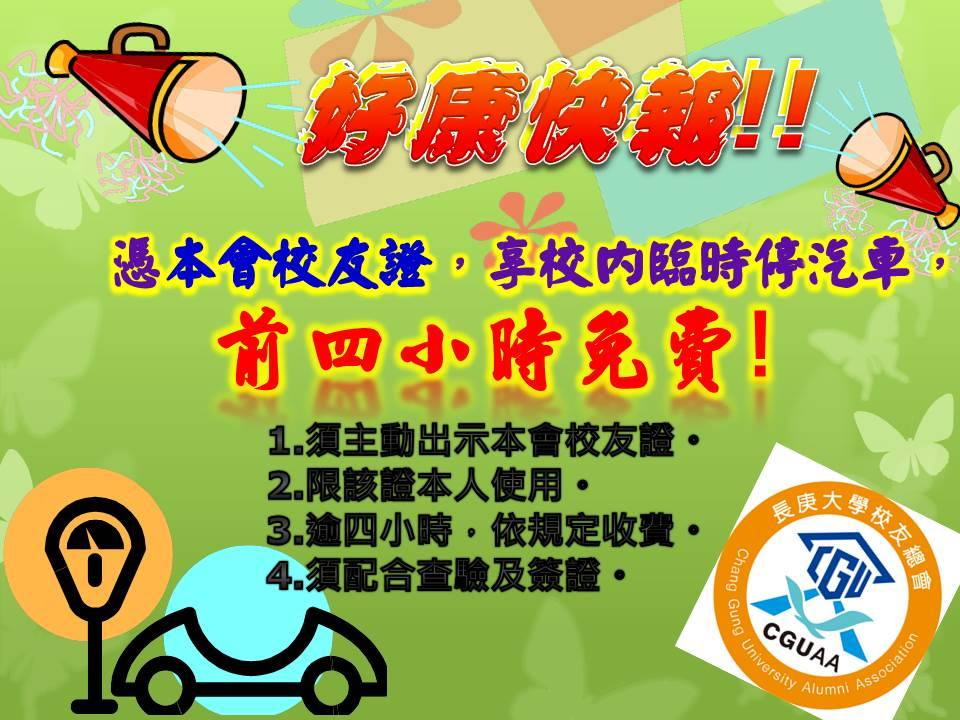 好康快報!!
憑本會校友證，享校內臨時停汽車，
前四小時免費!
1.須主動出示本會校友證。
2.限該證本人使用。
3.逾四小時，依規定收費。
4.須配合查驗及簽證。
長庚大學校友總會
CGU
CGUAA
Chang Gung University Alumni Association